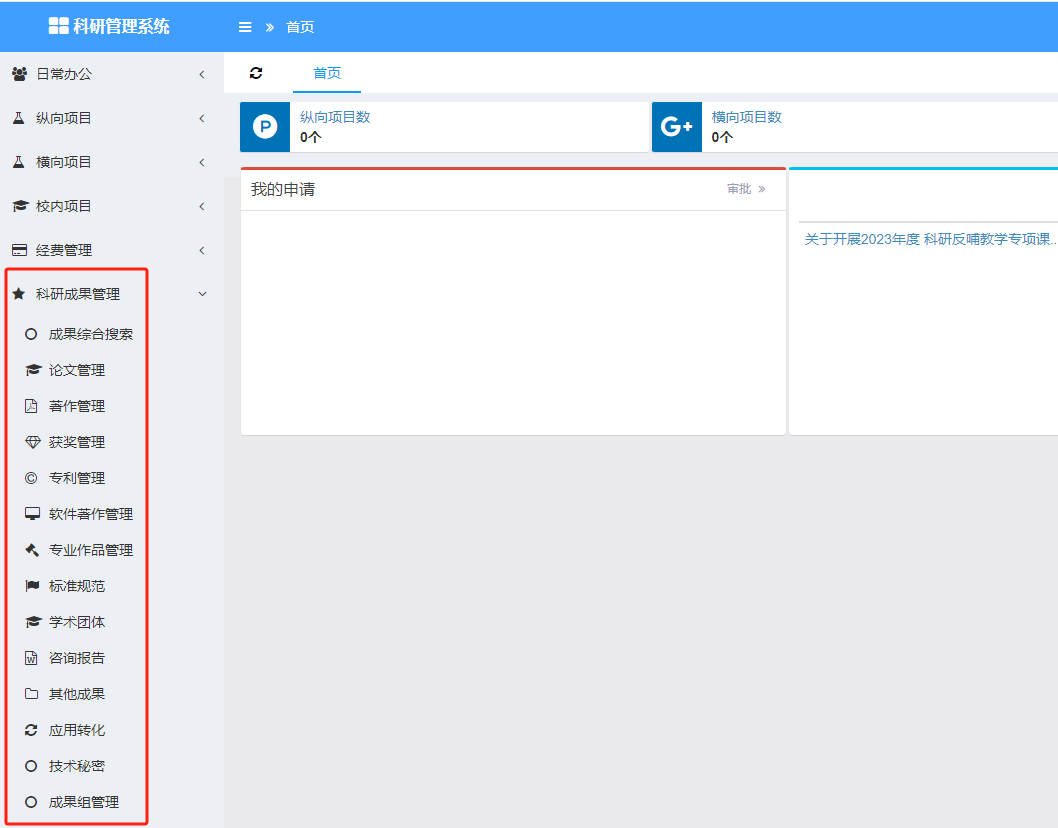 科研管理系统
首页
日常办公
纵向项目
横向项目
校内项目
经费管理
科研成果管理
成果综合搜索
论文管理
著作管理
获奖管理
专利管理
软件著作管理
专业作品管理
标准规范
学术团体
咨询报告
其他成果
应用转化
技术秘密
成果组管理
首页
纵向项目数
0个
横向项目数
0个
我的申请
审批
关于开展2023年度 科研反哺教学专项课...